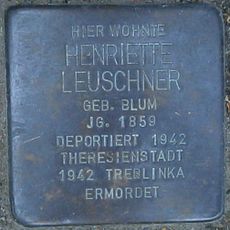 HIER WOHNTE
HENRIETTE
LEUSCHNER
GEB. BLUM
JG. 1859
DEPORTIERT 1942
THERESIENSTADT
1942 TREBLINKA
ERMORDET